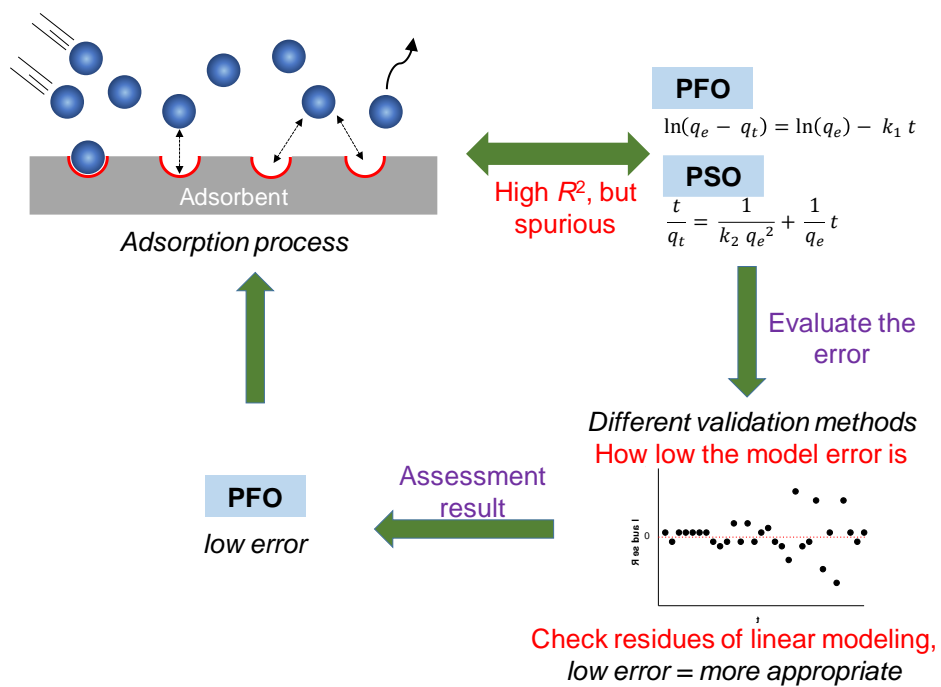 Adsorbent
Adsorption process
High R², but
spurious
PFO
ln(qₑ − qₜ) = ln(qₑ) − k₁ t
PSO
t/qₜ = 1/(k₂ qₑ²) + 1/qₑ t
Evaluate the
error
Different validation methods
How low the model error is
0
Check residues of linear modeling,
low error = more appropriate
Assessment
result
PFO
low error